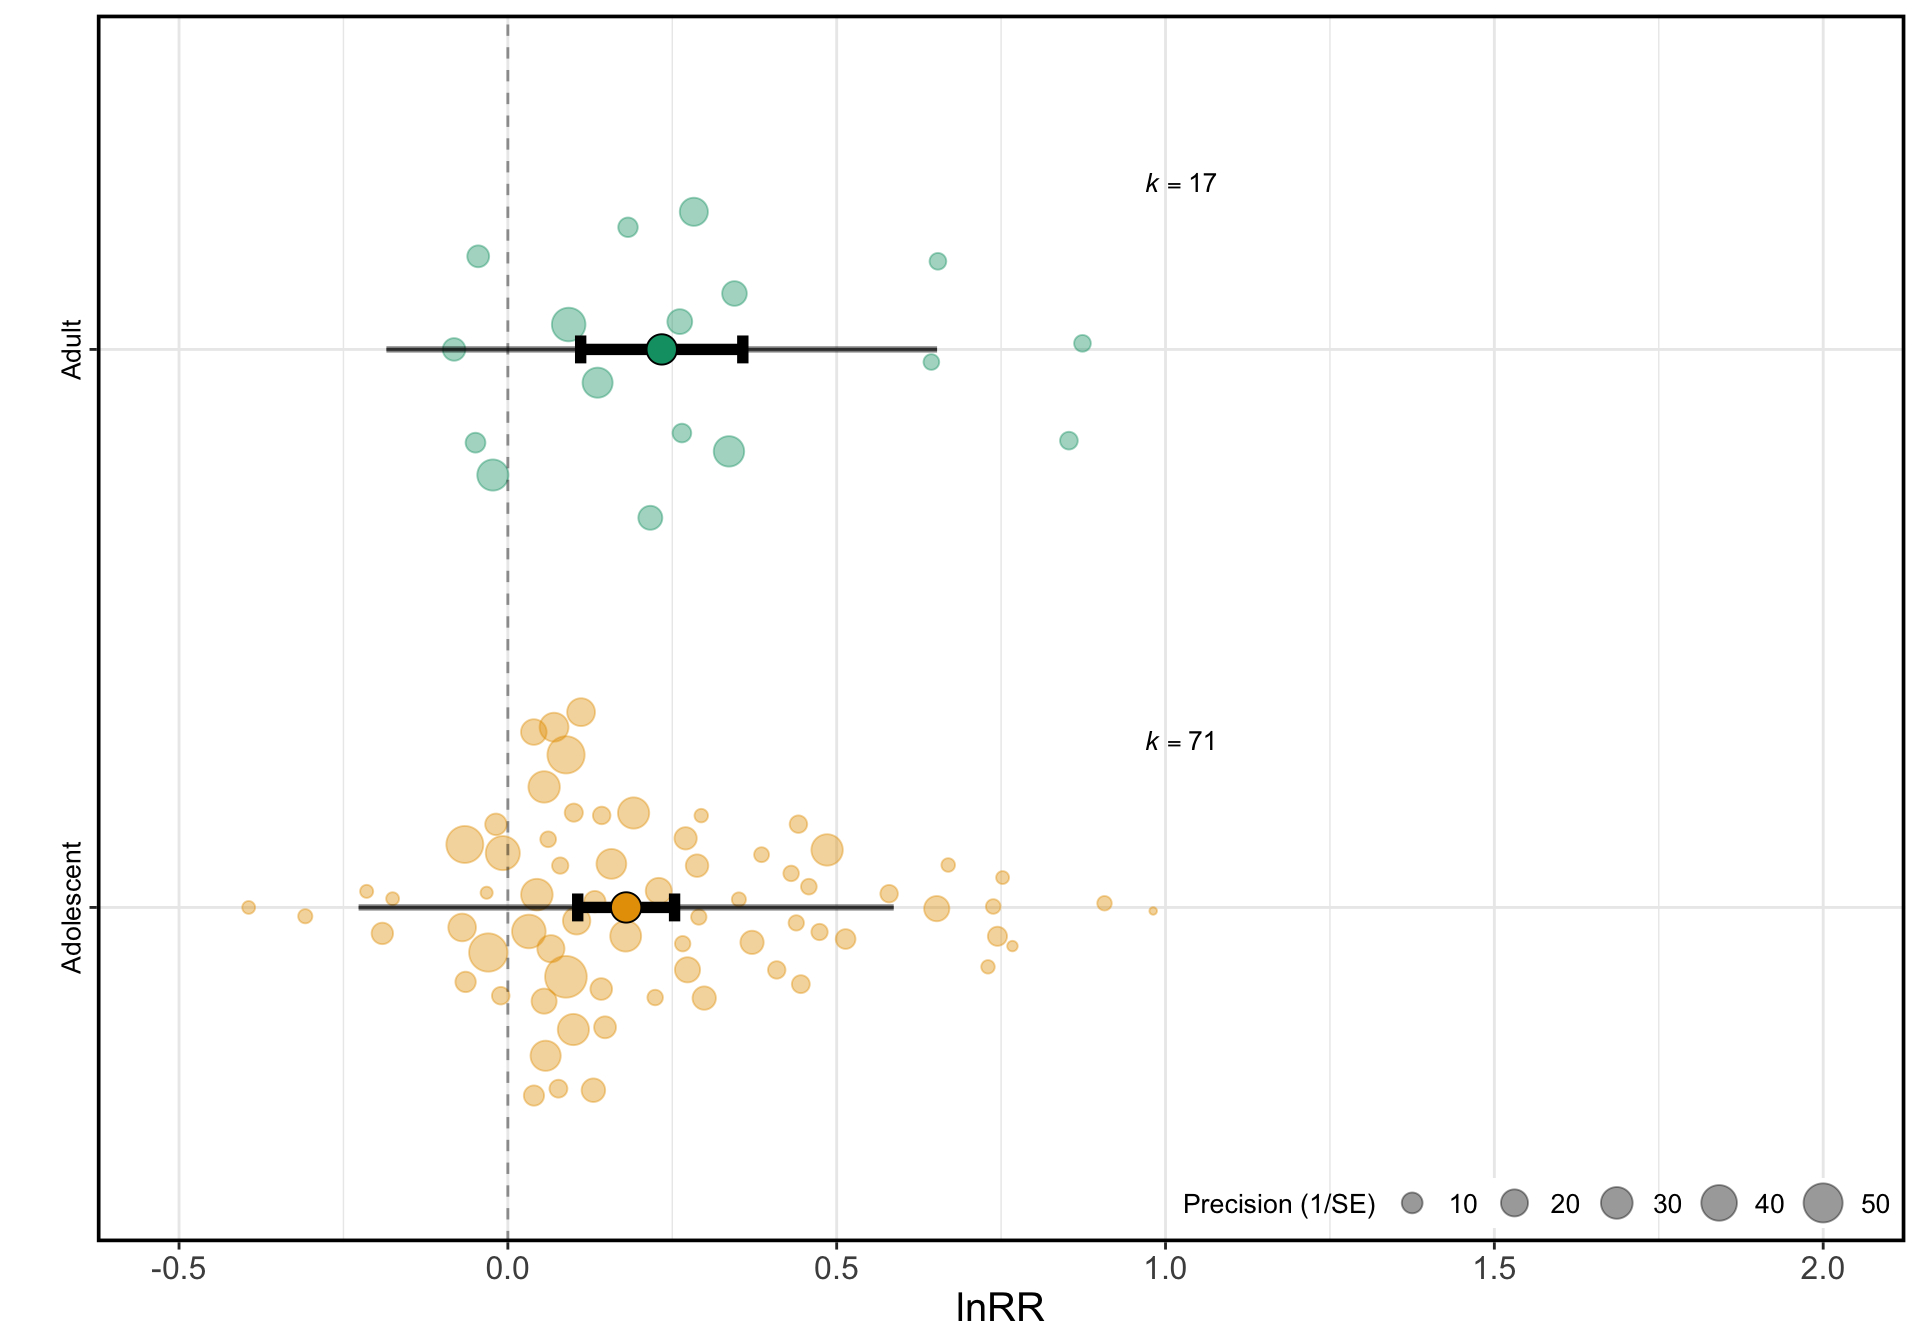 k = 17
Adult
k = 71
Adolescent
Precision (1/SE) 10 20 30 40 50
-0.5 0.0 0.5 1.0 1.5 2.0
lnRR